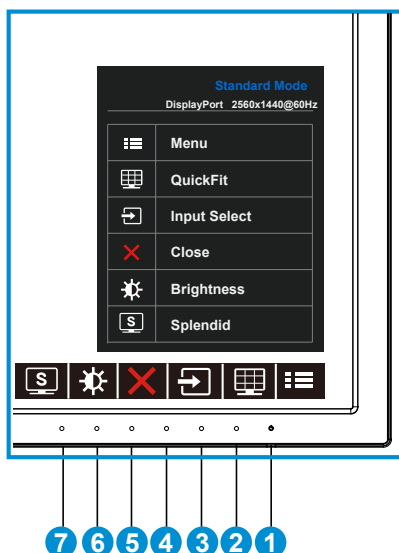 Standard Mode
DisplayPort 2560x1440@60Hz
Menu
QuickFit
Input Select
Close
Brightness
S Splendid
S
7 6 5 4 3 2 1